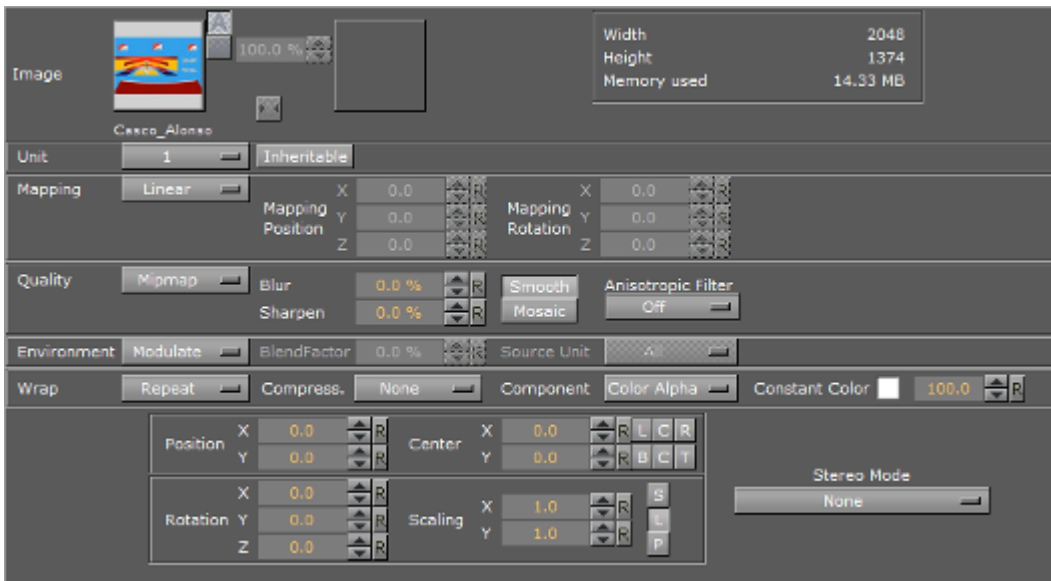 Image 100.0 % Width 2048
Height 1374
Memory used 14.33 MB
Casco_Alonso
Unit 1 Inheritable
Mapping Linear Mapping Position X 0.0 R Mapping Rotation X 0.0 R
Y 0.0 R Y 0.0 R
Z 0.0 R Z 0.0 R
Quality Mipmap Blur 0.0 % R Smooth Anisotropic Filter
Sharpen 0.0 % R Mosaic Off
Environment Modulate BlendFactor 0.0 % R Source Unit All
Wrap Repeat Compress. None Component Color Alpha Constant Color 100.0 R
Position X 0.0 R Center X 0.0 R L C R
Y 0.0 R Y 0.0 R B C T
Stereo Mode
None
Rotation X 0.0 R Scaling X 1.0 R S
Y 0.0 R Y 1.0 R L
Z 0.0 R P